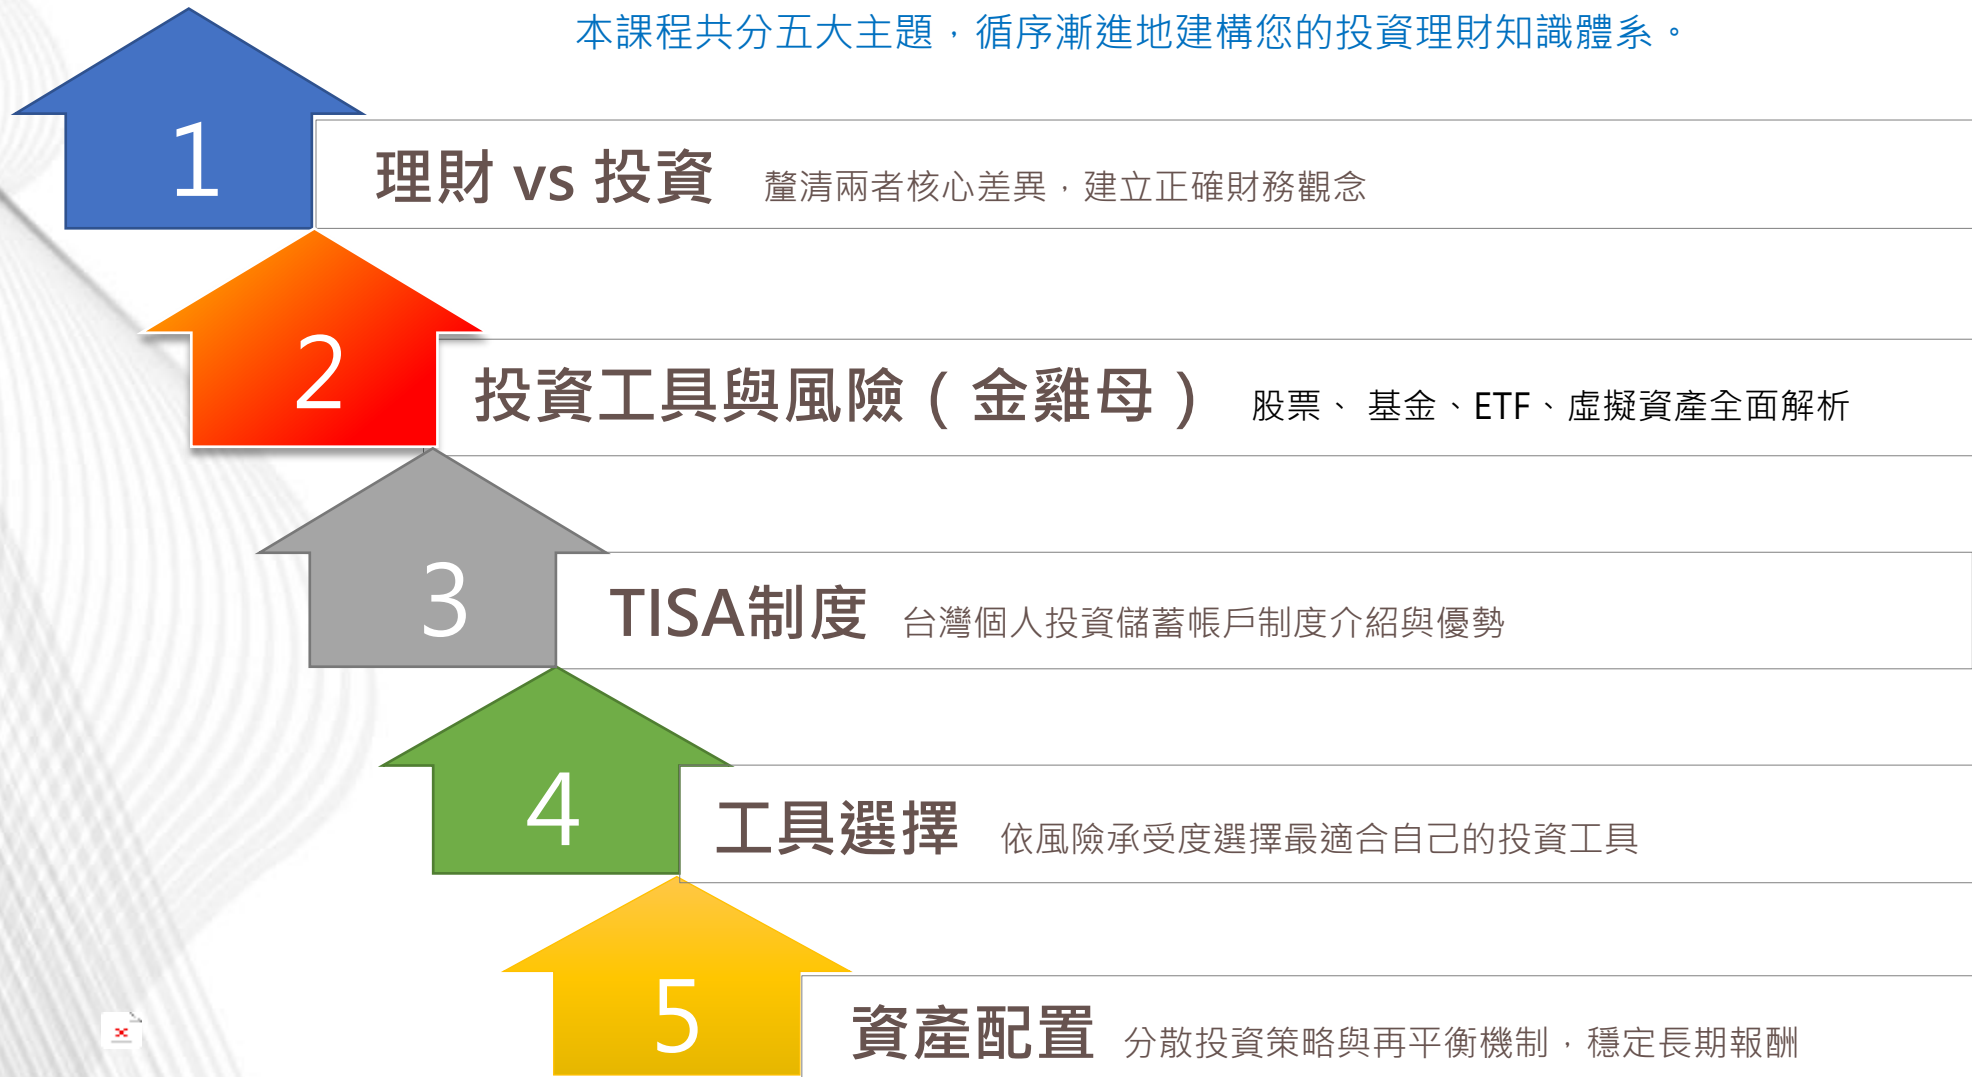 本課程共分五大主題，循序漸進地建構您的投資理財知識體系。
1
理財 vs 投資 釐清兩者核心差異，建立正確財務觀念
2
投資工具與風險（金雞母） 股票、 基金、ETF、虛擬資產全面解析
3
TISA制度 台灣個人投資儲蓄帳戶制度介紹與優勢
4
工具選擇 依風險承受度選擇最適合自己的投資工具
5
資產配置 分散投資策略與再平衡機制，穩定長期報酬